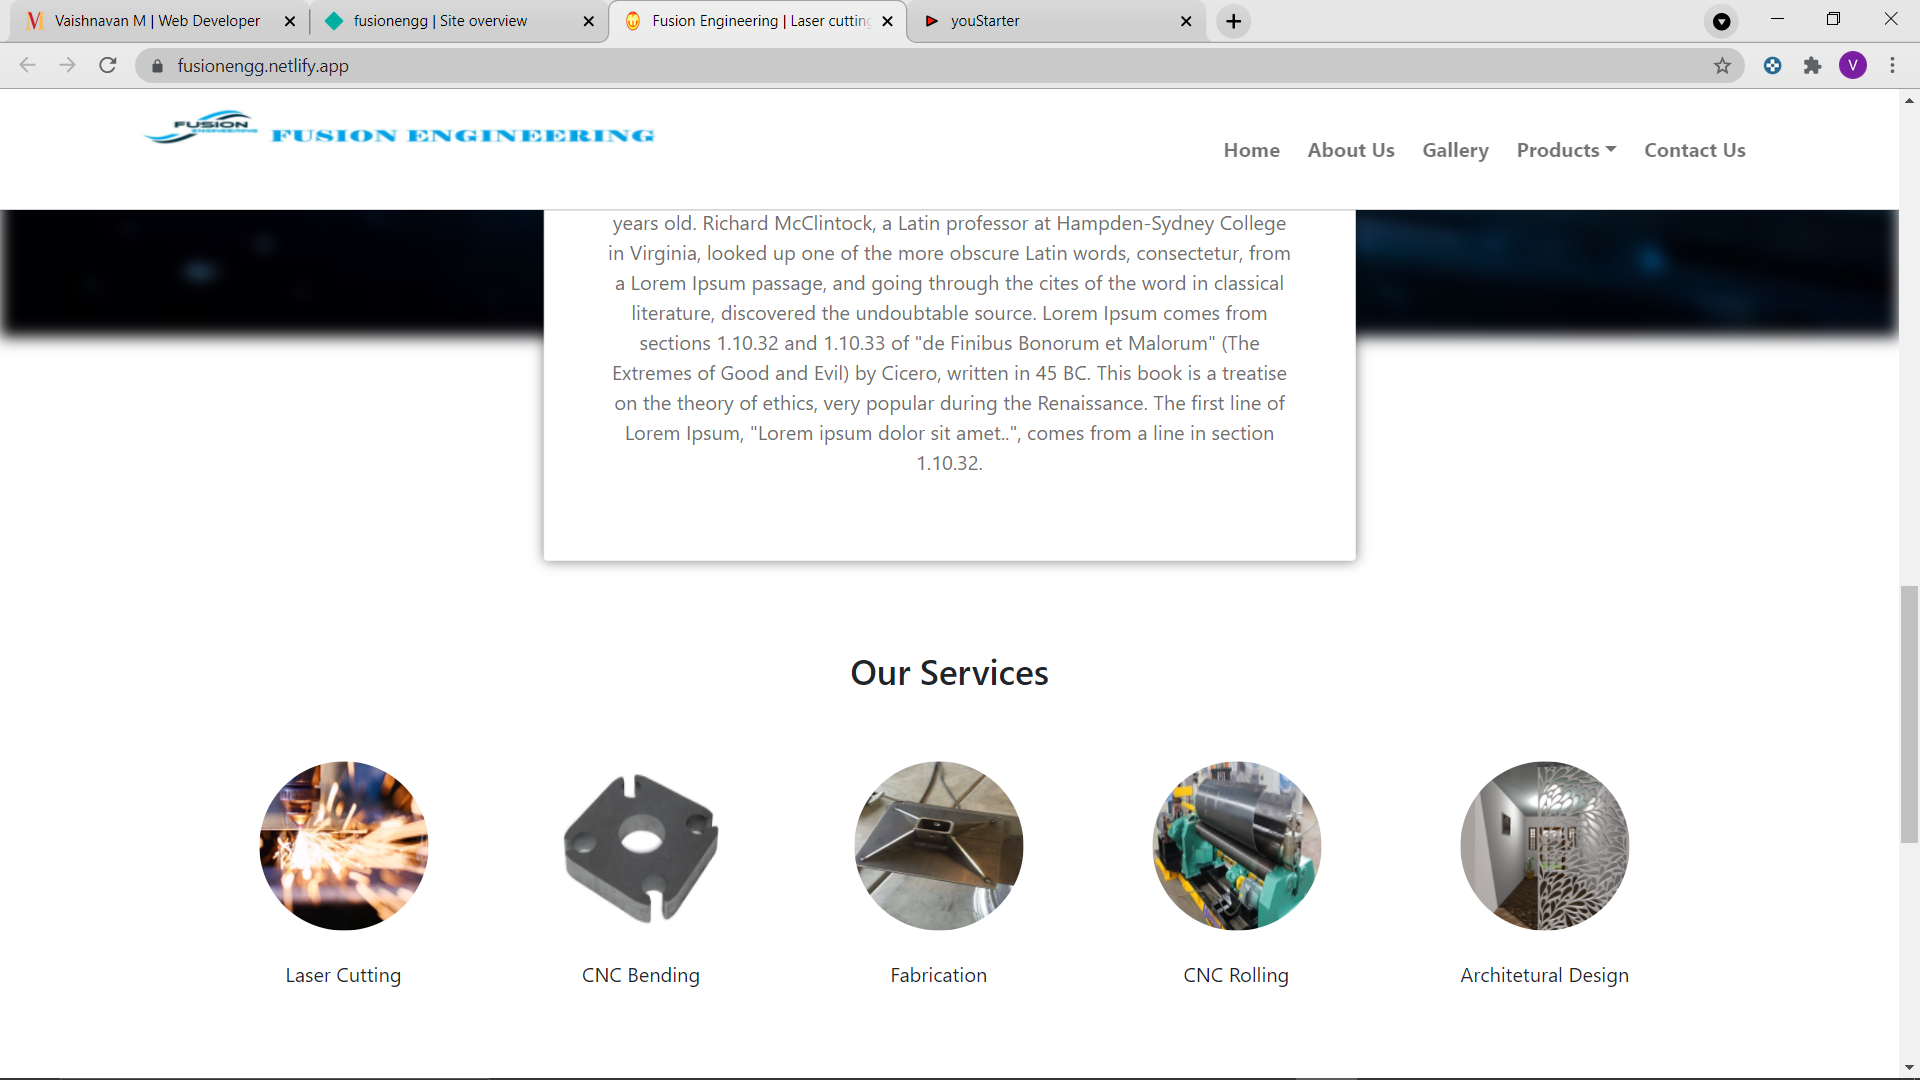 Vaishnavan M | Web Developer
fusionengg | Site overview
Fusion Engineering | Laser cutting
youStarter
fusionengg.netlify.app
V
FUSION
ENGINEERING
FUSION ENGINEERING
Home About Us Gallery Products Contact Us
years old. Richard McClintock, a Latin professor at Hampden-Sydney College
in Virginia, looked up one of the more obscure Latin words, consectetur, from
a Lorem Ipsum passage, and going through the cites of the word in classical
literature, discovered the undoubtable source. Lorem Ipsum comes from
sections 1.10.32 and 1.10.33 of "de Finibus Bonorum et Malorum" (The
Extremes of Good and Evil) by Cicero, written in 45 BC. This book is a treatise
on the theory of ethics, very popular during the Renaissance. The first line of
Lorem Ipsum, "Lorem ipsum dolor sit amet..", comes from a line in section
1.10.32.
Our Services
Laser Cutting
CNC Bending
Fabrication
CNC Rolling
Architetural Design